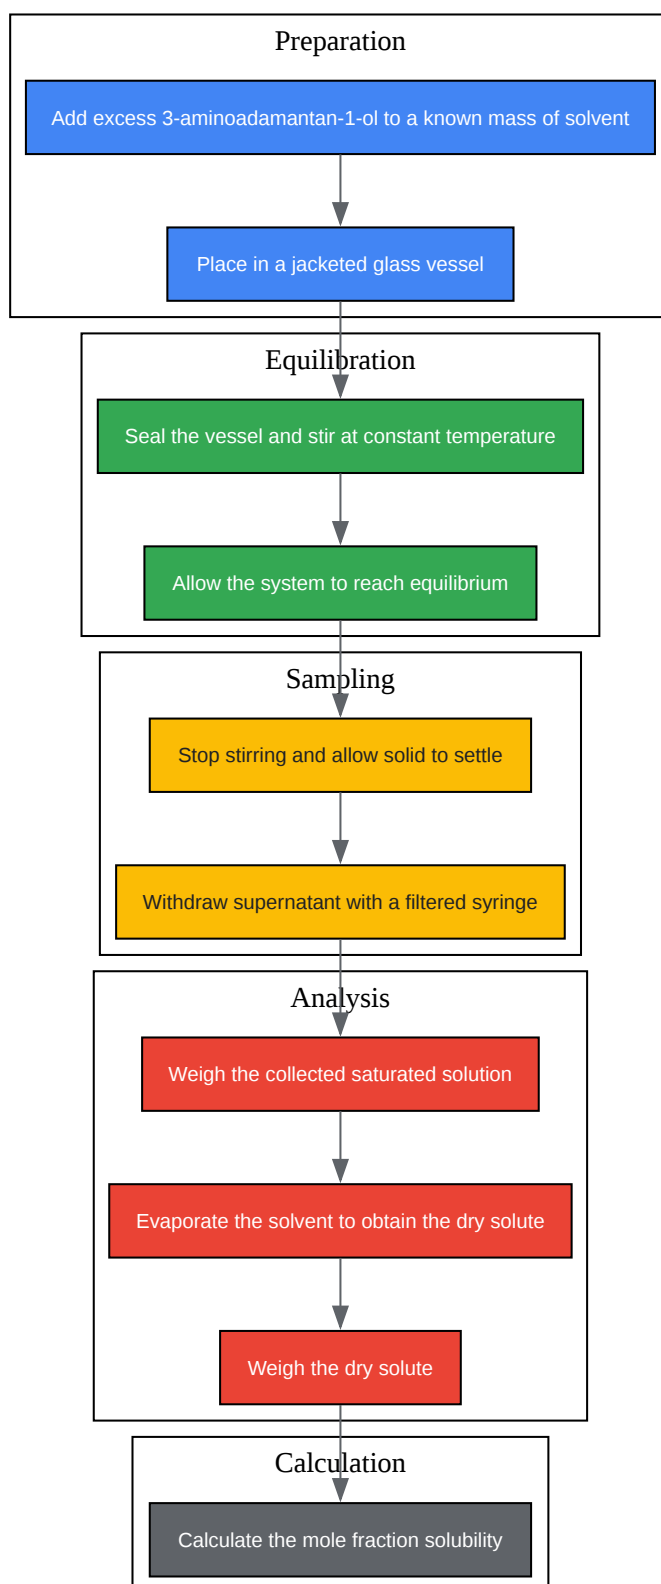 Preparation
Add excess 3-aminoadamantan-1-ol to a known mass of solvent
Place in a jacketed glass vessel
Equilibration
Seal the vessel and stir at constant temperature
Allow the system to reach equilibrium
Sampling
Stop stirring and allow solid to settle
Withdraw supernatant with a filtered syringe
Analysis
Weigh the collected saturated solution
Evaporate the solvent to obtain the dry solute
Weigh the dry solute
Calculation
Calculate the mole fraction solubility